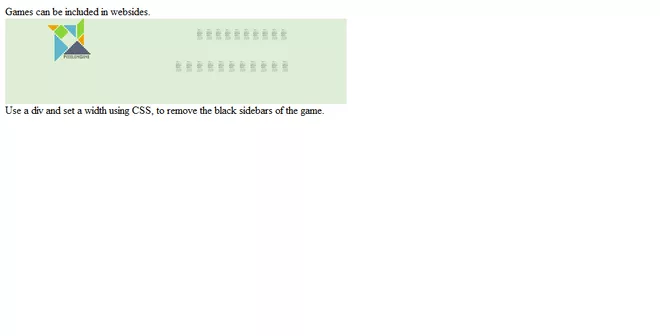 Games can be included in websides.
PUZZLENGINE
Use a div and set a width using CSS, to remove the black sidebars of the game.